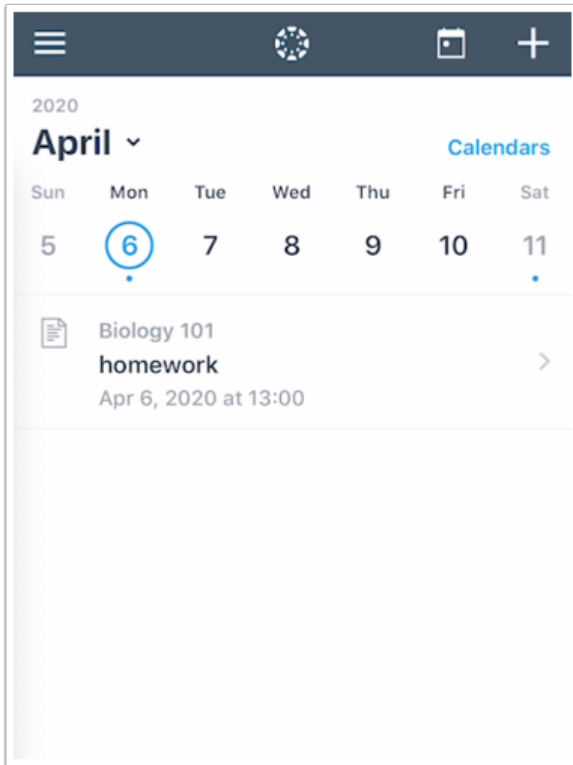 2020
April
Calendars
Sun Mon Tue Wed Thu Fri Sat
5 6 7 8 9 10 11
Biology 101
homework
Apr 6, 2020 at 13:00